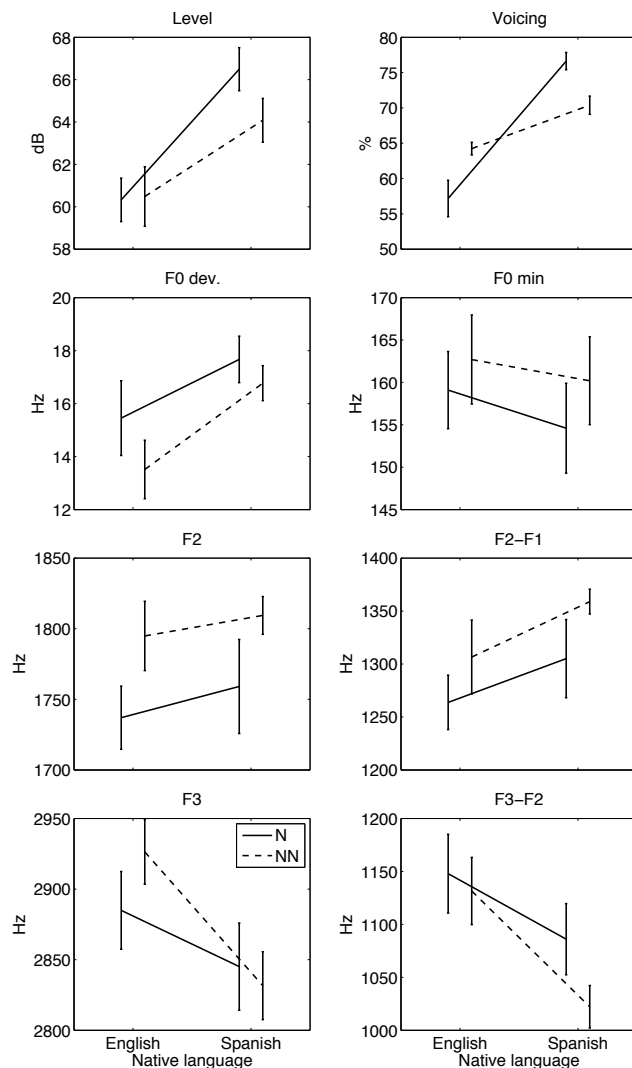 Level
68
66
64
62
60
58
dB
Voicing
80
75
70
65
60
55
50
%
F0 dev.
20
18
16
14
12
Hz
F0 min
170
165
160
155
150
145
Hz
F2
1850
1800
1750
1700
Hz
F2−F1
1400
1350
1300
1250
1200
Hz
F3
2950
2900
2850
2800
Hz
N
NN
English Spanish
Native language
F3−F2
1200
1150
1100
1050
1000
Hz
English Spanish
Native language